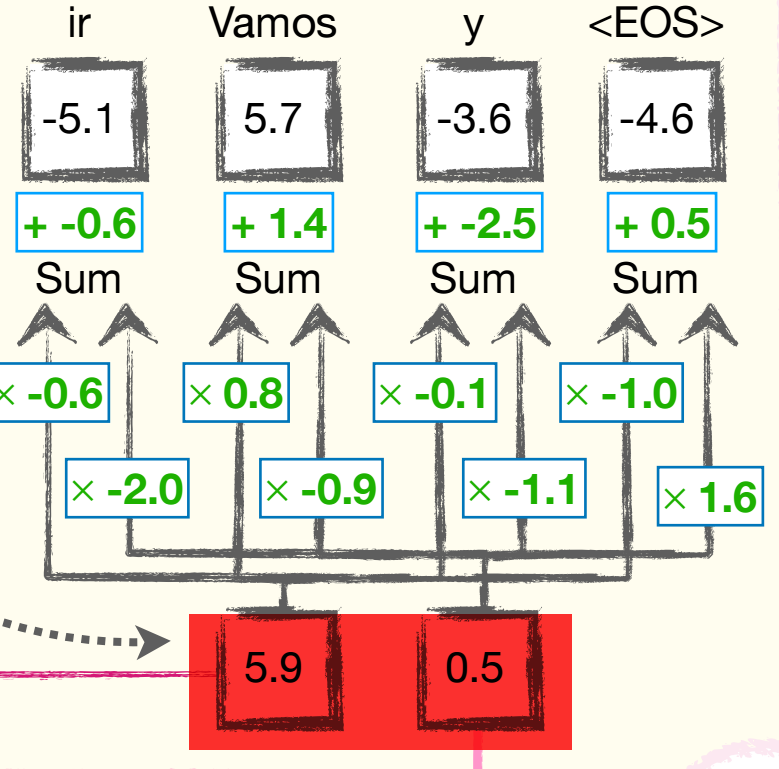 ir Vamos y <EOS>
-5.1 5.7 -3.6 -4.6
+ -0.6 + 1.4 + -2.5 + 0.5
Sum Sum Sum Sum
× -0.6 × 0.8 × -0.1 × -1.0
× -2.0 × -0.9 × -1.1 × 1.6
5.9 0.5